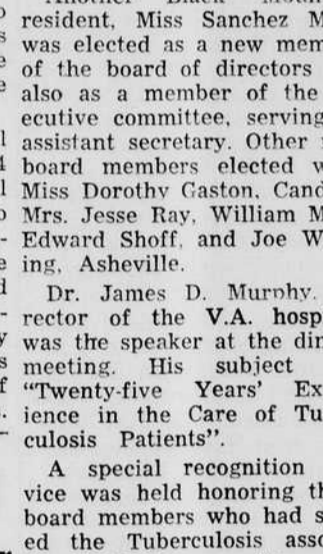 resident, Miss Sanchez M
was elected as a new mem
of the board of directors
also as a member of the
ecutive committee, serving
assistant secretary. Other
board members elected w
Miss Dorothy Gaston, Cand
Mrs. Jesse Ray, William M
Edward Shoff, and Joe W
ing, Asheville.
Dr. James D. Murphy.
rector of the V.A. hosp
was the speaker at the din
meeting. His subject
“Twenty-five Years’ Ex
ience in the Care of Tu
culosis Patients”.
A special recognition
vice was held honoring th
board members who had s
ed the Tuberculosis asso